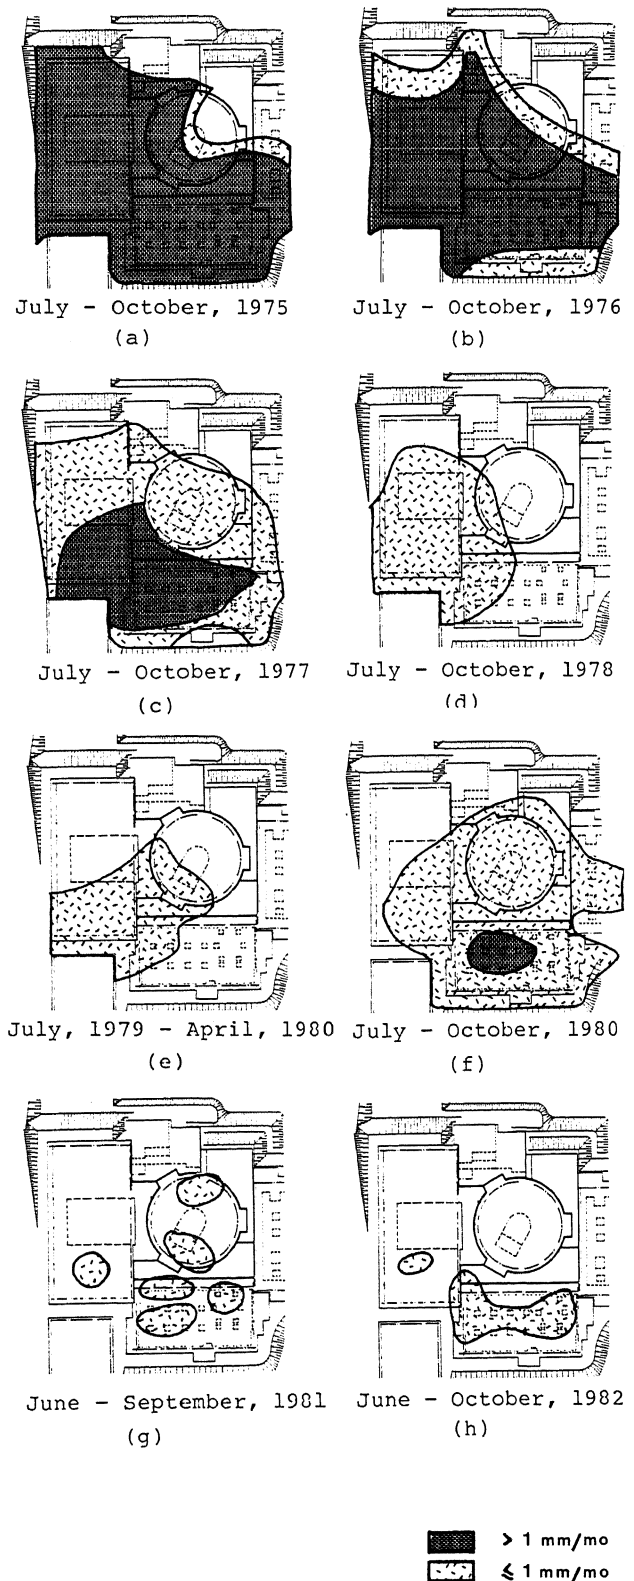 July - October, 1975
(a)
July - October, 1976
(b)
July - October, 1977
(c)
July - October, 1978
(d)
July, 1979 - April, 1980
(e)
July - October, 1980
(f)
June - September, 1981
(g)
June - October, 1982
(h)
> 1 mm/mo
≤ 1 mm/mo